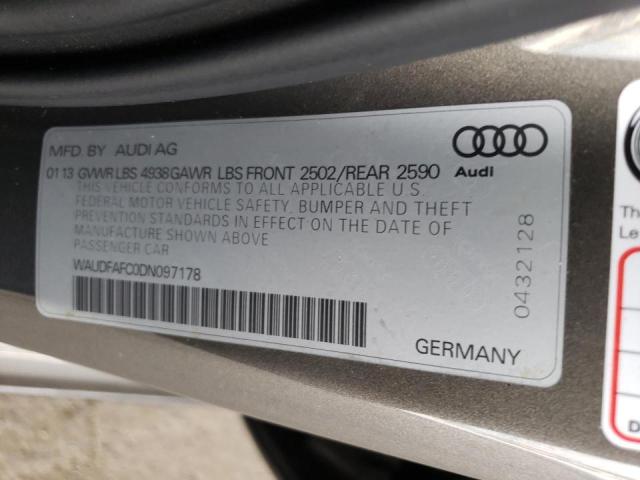 MFD. BY AUDI AG
01 13 GVWR LBS 4938 GAWR LBS FRONT 2502/REAR 2590
THIS VEHICLE CONFORMS TO ALL APPLICABLE U.S.
FEDERAL MOTOR VEHICLE SAFETY, BUMPER AND THEFT
PREVENTION STANDARDS IN EFFECT ON THE DATE OF
MANUFACTURE SHOWN ABOVE
PASSENGER CAR
WAUDFAFC0DN097178
Audi
0432128
GERMANY
Th
Le
D